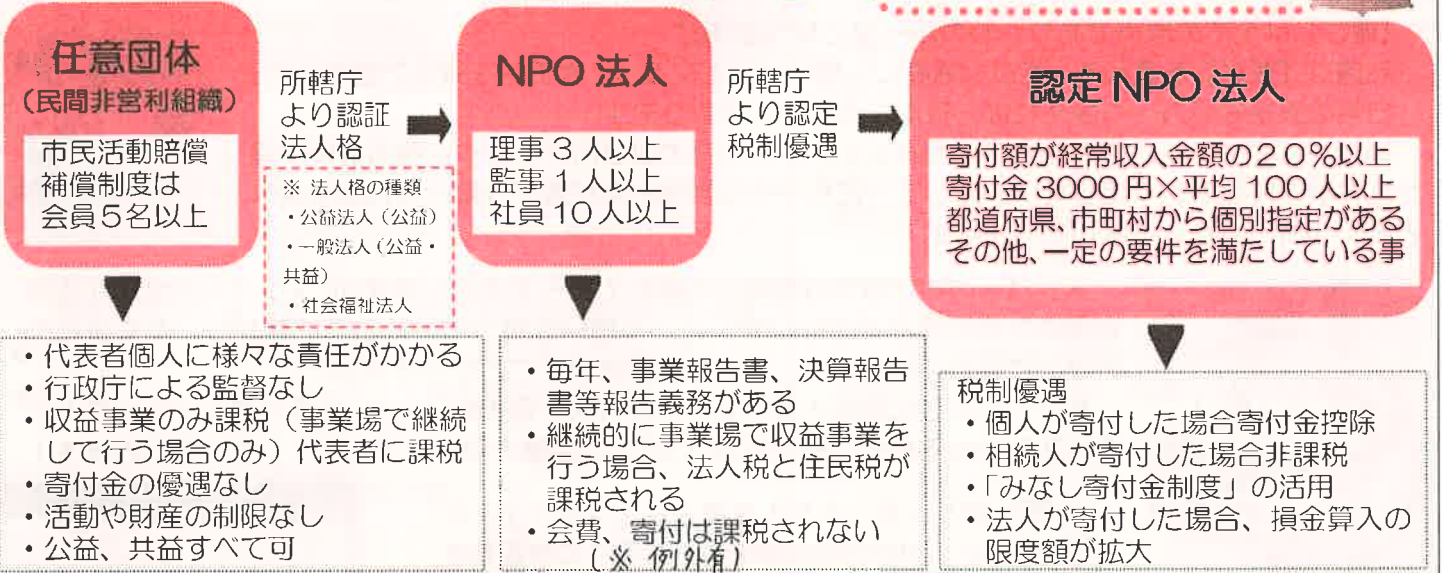 任意団体
（民間非営利組織）
市民活動賠償
補償制度は
会員５名以上
所轄庁
より認証
法人格
※ 法人格の種類
・公益法人（公益）
・一般法人（公益・
共益）
・社会福祉法人
NPO 法人
理事 3 人以上
監事 1 人以上
社員 10 人以上
所轄庁
より認定
税制優遇
認定 NPO 法人
寄付額が経常収入金額の２０%以上
寄付金 3000 円×平均 100 人以上
都道府県、市町村から個別指定がある
その他、一定の要件を満たしている事
・代表者個人に様々な責任がかかる
・行政庁による監督なし
・収益事業のみ課税（事業場で継続
して行う場合のみ）代表者に課税
・寄付金の優遇なし
・活動や財産の制限なし
・公益、共益すべて可
・毎年、事業報告書、決算報告
書等報告義務がある
・継続的に事業場で収益事業を
行う場合、法人税と住民税が
課税される
・会費、寄付は課税されない
（※ 例外有）
税制優遇
・個人が寄付した場合寄付金控除
・相続人が寄付した場合非課税
・「みなし寄付金制度」の活用
・法人が寄付した場合、損金算入の
限度額が拡大